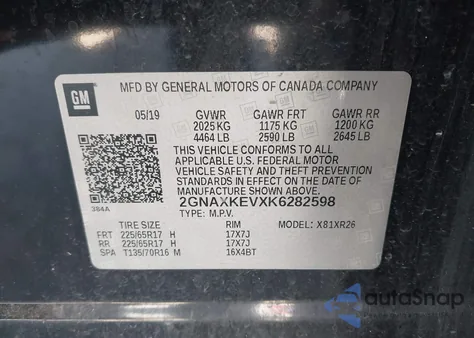 GM
MFD BY GENERAL MOTORS OF CANADA COMPANY
05/19 GVWR GAWR FRT GAWR RR
2025 KG 1175 KG 1200 KG
4464 LB 2590 LB 2645 LB
THIS VEHICLE CONFORMS TO ALL
APPLICABLE U.S. FEDERAL MOTOR
VEHICLE SAFETY AND THEFT PREVENTION
STANDARDS IN EFFECT ON THE DATE OF
MANUFACTURE SHOWN ABOVE.
384A 2GNAXKEVXK6282598
TYPE: M.P.V.
TIRE SIZE RIM MODEL: X81XR26
FRT 225/65R17 H 17X7J
RR 225/65R17 H 17X7J
SPA T135/70R16 M 16X4BT
autoSnap